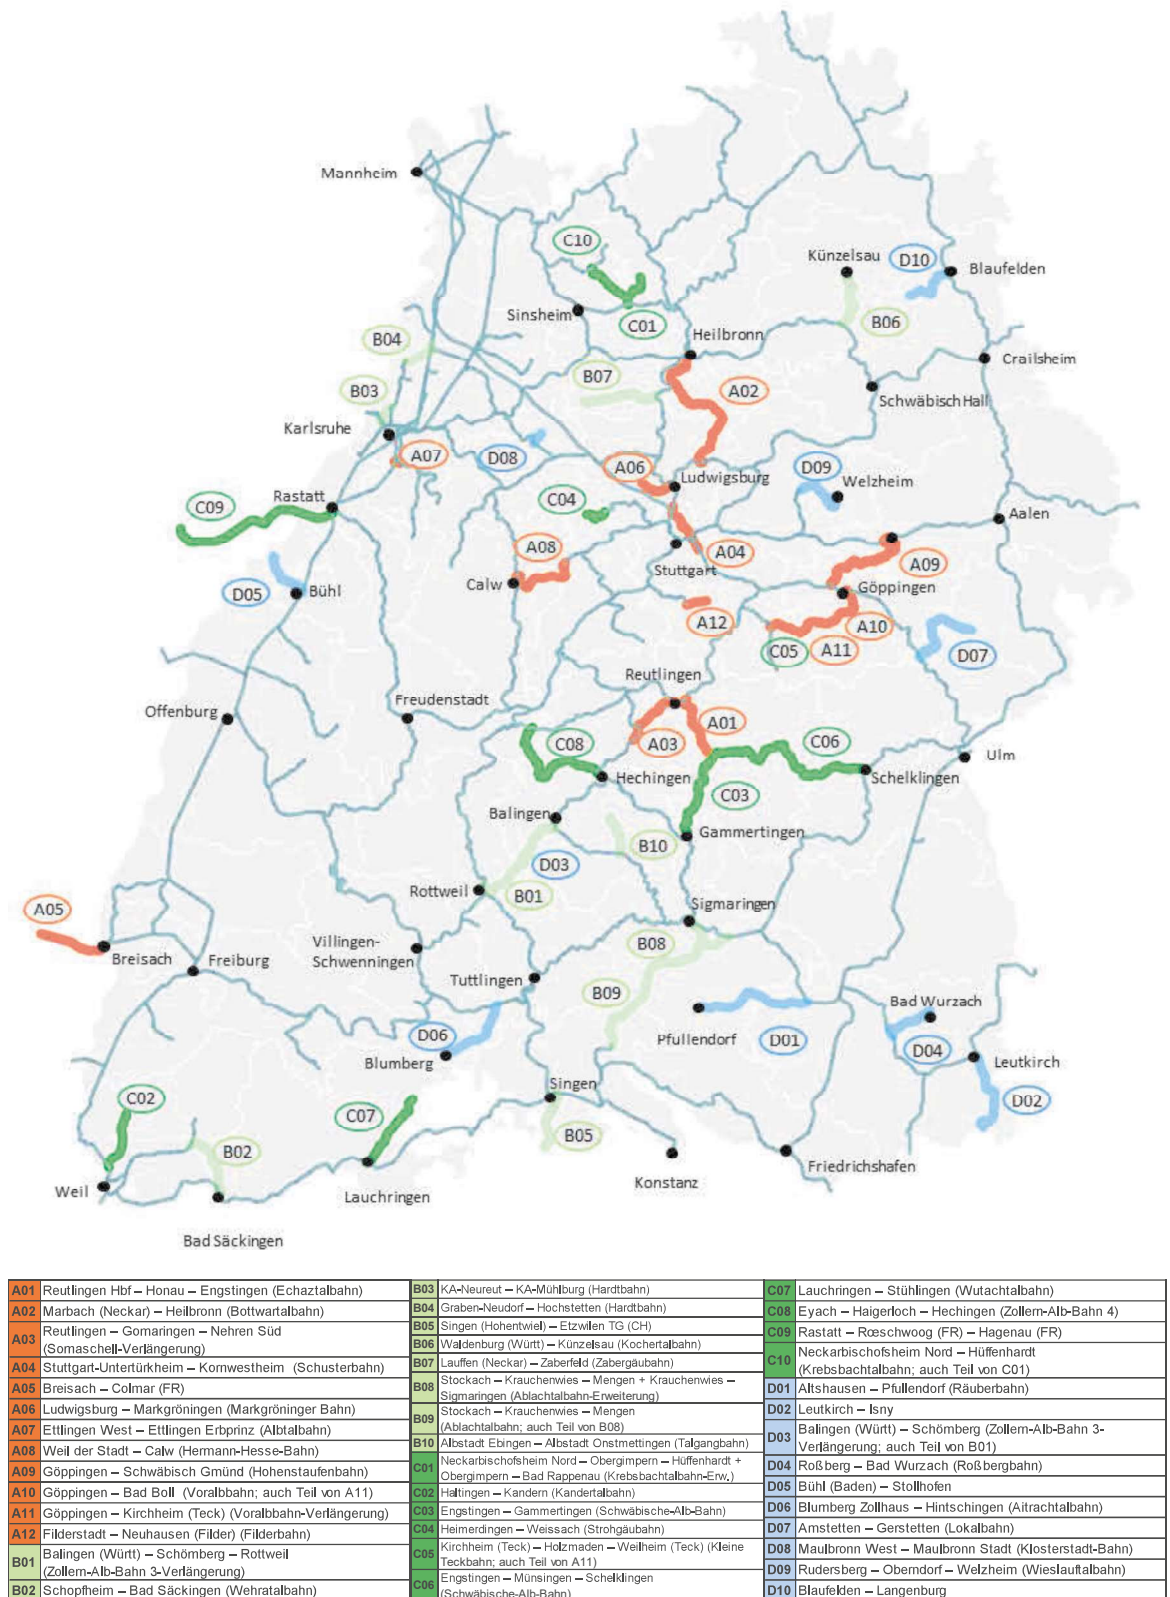 Mannheim
C10
Künzelsau
D10
Blaufelden
Sinsheim
C01
B06
B04
Heilbronn
Crailsheim
B07
B03
A02
Schwäbisch Hall
Karlsruhe
A07
D08
A06
Ludwigsburg
D09
Welzheim
Rastatt
C09
C04
Aalen
A08
A04
Stuttgart
A09
Calw
D05
Bühl
Göppingen
A12
A10
C05
A11
D07
Reutlingen
Freudenstadt
Offenburg
A01
C08
A03
C06
Ulm
Hechingen
Schelklingen
C03
Balingen
Gammertingen
B10
D03
Rottweil
B01
A05
Sigmaringen
Villingen-
Schwenningen
B08
Breisach
Freiburg
Tuttlingen
B09
Bad Wurzach
D06
Pfullendorf
D01
D04
Blumberg
Leutkirch
Singen
C02
C07
D02
B05
B02
Friedrichshafen
Weil
Lauchringen
Konstanz
Bad Säckingen
A01 Reutlingen Hbf – Honau – Engstingen (Echaztalbahn)
A02 Marbach (Neckar) – Heilbronn (Bottwartalbahn)
A03 Reutlingen – Gomaringen – Nehren Süd
(Somaschell-Verlängerung)
A04 Stuttgart-Untertürkheim – Kornwestheim (Schusterbahn)
A05 Breisach – Colmar (FR)
A06 Ludwigsburg – Markgröningen (Markgröninger Bahn)
A07 Ettlingen West – Ettlingen Erbprinz (Albtalbahn)
A08 Weil der Stadt – Calw (Hermann-Hesse-Bahn)
A09 Göppingen – Schwäbisch Gmünd (Hohenstaufenbahn)
A10 Göppingen – Bad Boll (Voralbbahn; auch Teil von A11)
A11 Göppingen – Kirchheim (Teck) (Voralbbahn-Verlängerung)
A12 Filderstadt – Neuhausen (Filder) (Filderbahn)
B01 Balingen (Württ) – Schömberg – Rottweil
(Zollern-Alb-Bahn 3-Verlängerung)
B02 Schopfheim – Bad Säckingen (Wehratalbahn)
B03 KA-Neureut – KA-Mühlburg (Hardtbahn)
B04 Graben-Neudorf – Hochstetten (Hardtbahn)
B05 Singen (Hohentwiel) – Etzwilen TG (CH)
B06 Waldenburg (Württ) – Künzelsau (Kochertalbahn)
B07 Lauffen (Neckar) – Zaberfeld (Zabergäubahn)
B08 Stockach – Krauchenwies – Mengen + Krauchenwies –
Sigmaringen (Ablachtalbahn-Erweiterung)
B09 Stockach – Krauchenwies – Mengen
(Ablachtalbahn; auch Teil von B08)
B10 Albstadt Ebingen – Albstadt Onstmettingen (Talgangbahn)
C01 Neckarbischofsheim Nord – Obergimpern – Hüffenhardt +
Obergimpern – Bad Rappenau (Krebsbachtalbahn-Erw.)
C02 Haltingen – Kandern (Kandertalbahn)
C03 Engstingen – Gammertingen (Schwäbische-Alb-Bahn)
C04 Heimerdingen – Weissach (Strohgäubahn)
C05 Kirchheim (Teck) – Holzmaden – Weilheim (Teck) (Kleine
Teckbahn; auch Teil von A11)
C06 Engstingen – Münsingen – Schelklingen
(Schwäbische-Alb-Bahn)
C07 Lauchringen – Stühlingen (Wutachtalbahn)
C08 Eyach – Haigerloch – Hechingen (Zollern-Alb-Bahn 4)
C09 Rastatt – Rœschwoog (FR) – Hagenau (FR)
C10 Neckarbischofsheim Nord – Hüffenhardt
(Krebsbachtalbahn; auch Teil von C01)
D01 Altshausen – Pfullendorf (Räuberbahn)
D02 Leutkirch – Isny
D03 Balingen (Württ) – Schömberg (Zollern-Alb-Bahn 3-
Verlängerung; auch Teil von B01)
D04 Roßberg – Bad Wurzach (Roßbergbahn)
D05 Bühl (Baden) – Stollhofen
D06 Blumberg Zollhaus – Hintschingen (Aitrachtalbahn)
D07 Amstetten – Gerstetten (Lokalbahn)
D08 Maulbronn West – Maulbronn Stadt (Klosterstadt-Bahn)
D09 Rudersberg – Oberndorf – Welzheim (Wieslauftalbahn)
D10 Blaufelden – Langenburg